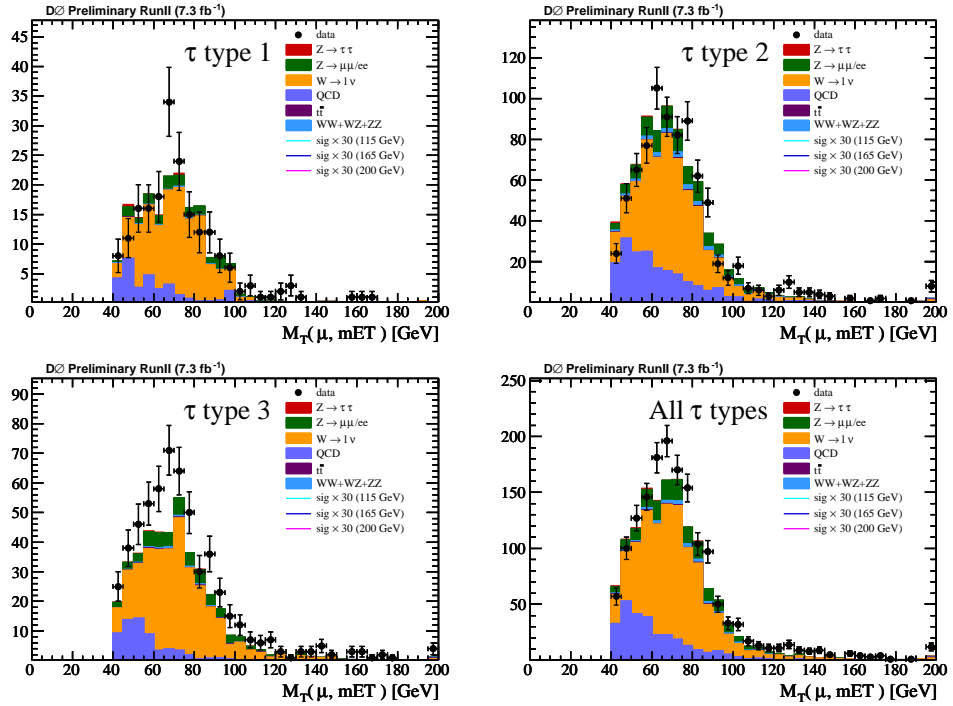 DØ Preliminary RunII (7.3 fb⁻¹)
τ type 1
data
Z → τ τ
Z → μμ/ee
W → l ν
QCD
tt̄
WW+WZ+ZZ
sig × 30 (115 GeV)
sig × 30 (165 GeV)
sig × 30 (200 GeV)
45
40
35
30
25
20
15
10
5
0 20 40 60 80 100 120 140 160 180 200
M_T(μ, mET) [GeV]
DØ Preliminary RunII (7.3 fb⁻¹)
τ type 2
data
Z → τ τ
Z → μμ/ee
W → l ν
QCD
tt̄
WW+WZ+ZZ
sig × 30 (115 GeV)
sig × 30 (165 GeV)
sig × 30 (200 GeV)
120
100
80
60
40
20
0 20 40 60 80 100 120 140 160 180 200
M_T(μ, mET) [GeV]
DØ Preliminary RunII (7.3 fb⁻¹)
τ type 3
data
Z → τ τ
Z → μμ/ee
W → l ν
QCD
tt̄
WW+WZ+ZZ
sig × 30 (115 GeV)
sig × 30 (165 GeV)
sig × 30 (200 GeV)
90
80
70
60
50
40
30
20
10
0 20 40 60 80 100 120 140 160 180 200
M_T(μ, mET) [GeV]
DØ Preliminary RunII (7.3 fb⁻¹)
All τ types
data
Z → τ τ
Z → μμ/ee
W → l ν
QCD
tt̄
WW+WZ+ZZ
sig × 30 (115 GeV)
sig × 30 (165 GeV)
sig × 30 (200 GeV)
250
200
150
100
50
0 20 40 60 80 100 120 140 160 180 200
M_T(μ, mET) [GeV]